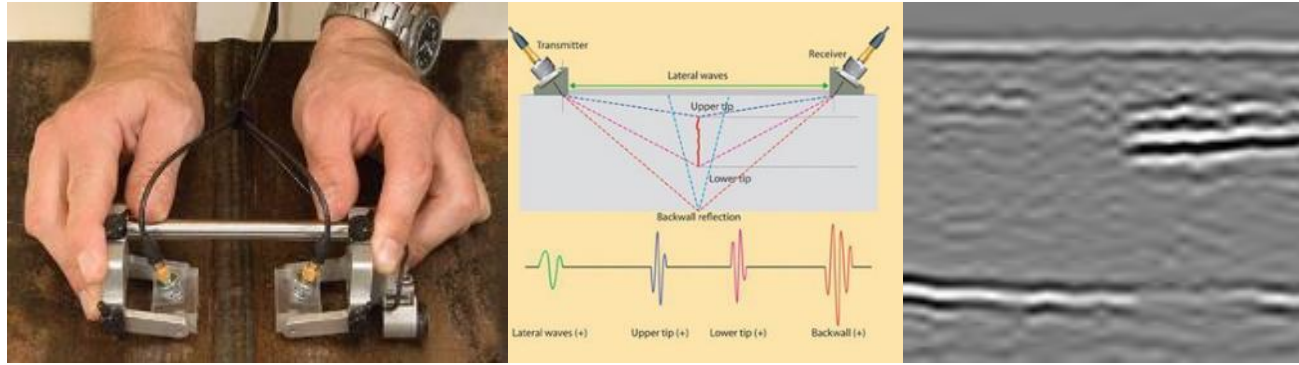 Transmitter
Receiver
Lateral waves
Upper tip
Lower tip
Backwall reflection
Lateral waves (+)
Upper tip (+)
Lower tip (+)
Backwall (+)